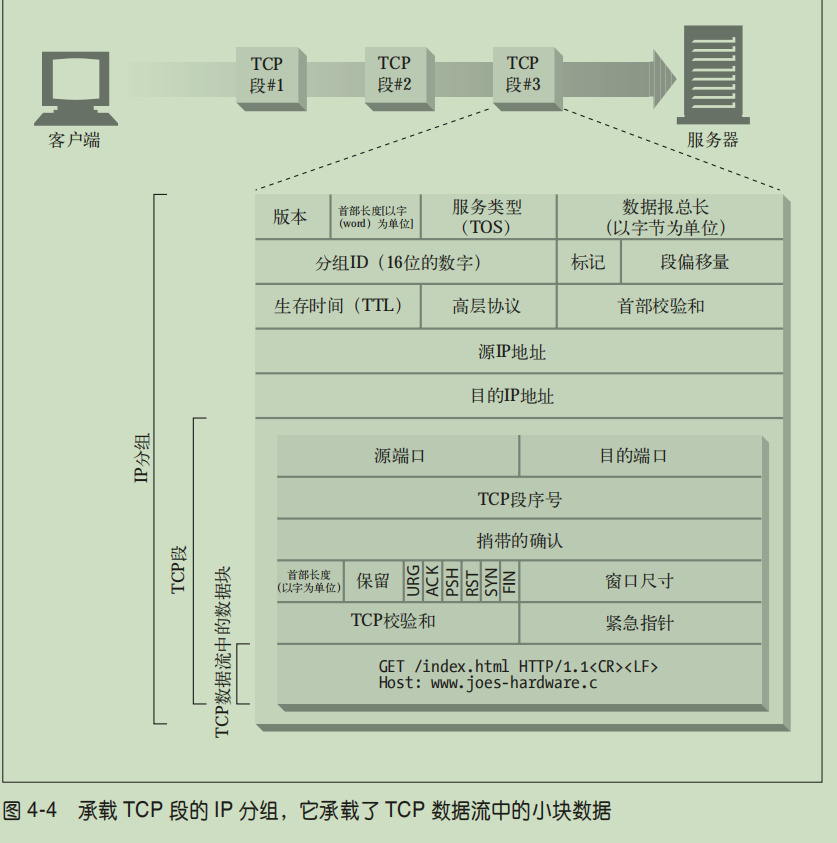 TCP
段#1
TCP
段#2
TCP
段#3
客户端
服务器
版本
首部长度[以字
(word）为单位]
服务类型
（TOS）
数据报总长
（以字节为单位）
分组ID（16位的数字）
标记
段偏移量
生存时间（TTL）
高层协议
首部校验和
源IP地址
目的IP地址
IP分组
TCP段
TCP数据流中的数据块
源端口
目的端口
TCP段序号
捎带的确认
首部长度
(以字为单位)
保留
URG
ACK
PSH
RST
SYN
FIN
窗口尺寸
TCP校验和
紧急指针
GET /index.html HTTP/1.1<CR><LF>
Host: www.joes-hardware.c
图 4-4 承载 TCP 段的 IP 分组，它承载了 TCP 数据流中的小块数据